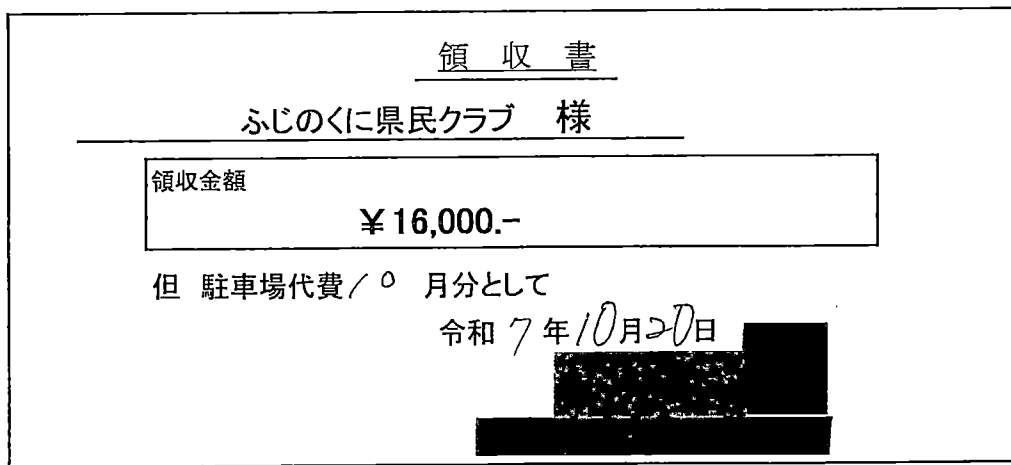 領 収 書
ふじのくに県民クラブ 様
領収金額
¥16,000.-
但 駐車場代費10 月分として
令和 7 年10月20日